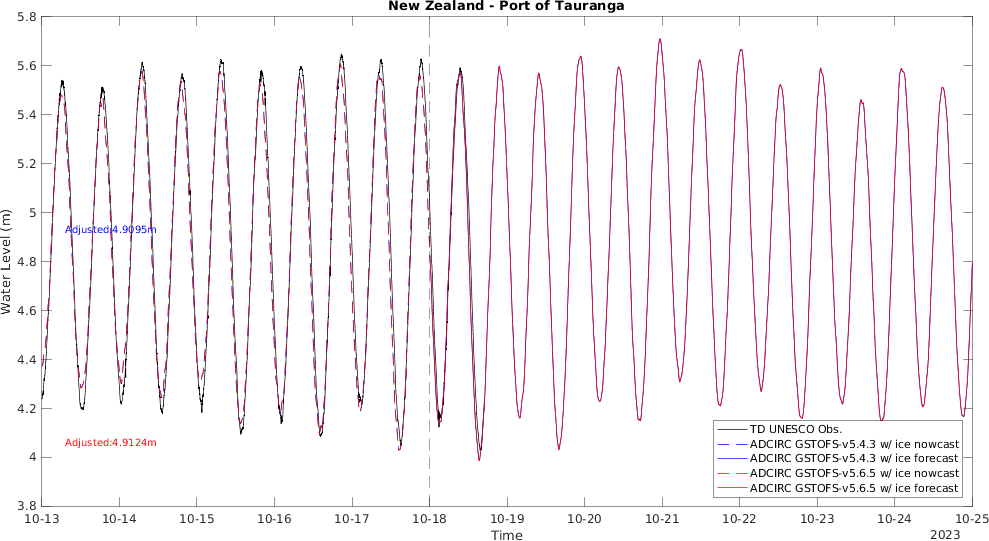 New Zealand - Port of Tauranga
5.8
5.6
5.4
5.2
5
4.8
4.6
4.4
4.2
4
3.8
Water Level (m)
Adjusted:4.9095m
Adjusted:4.9124m
TD UNESCO Obs.
ADCIRC GSTOFS-v5.4.3 w/ ice nowcast
ADCIRC GSTOFS-v5.4.3 w/ ice forecast
ADCIRC GSTOFS-v5.6.5 w/ ice nowcast
ADCIRC GSTOFS-v5.6.5 w/ ice forecast
10-13 10-14 10-15 10-16 10-17 10-18 10-19 10-20 10-21 10-22 10-23 10-24 10-25
Time
2023